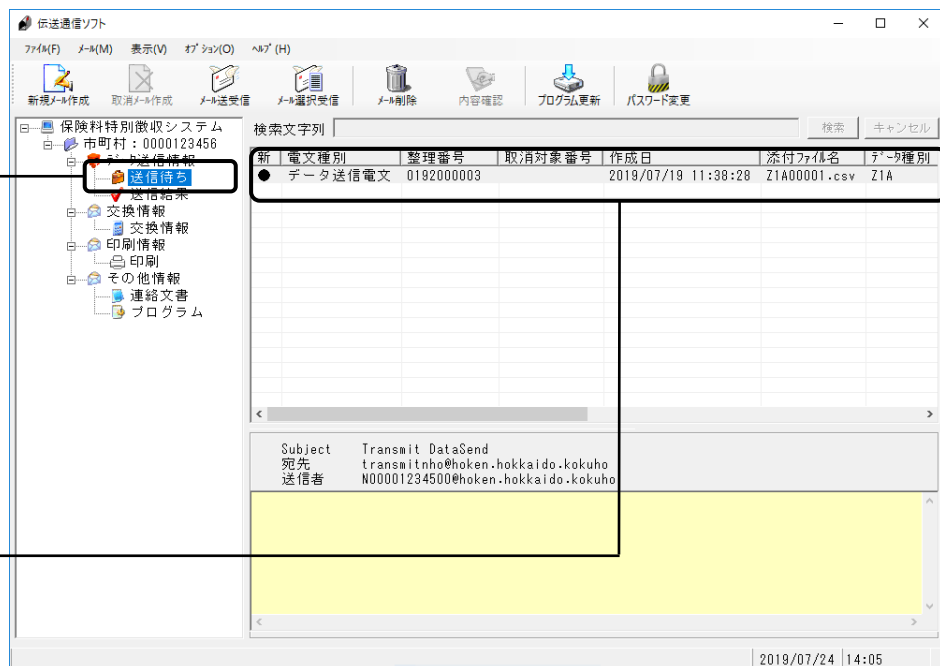 伝送通信ソフト
ﾌｧｲﾙ(F) ﾒｰﾙ(M) 表示(V) ｵﾌﾟｼｮﾝ(O) ﾍﾙﾌﾟ(H)
新規ﾒｰﾙ作成 取消ﾒｰﾙ作成 ﾒｰﾙ送受信 ﾒｰﾙ選択受信 ﾒｰﾙ削除 内容確認 ﾌﾟﾛｸﾞﾗﾑ更新 ﾊﾟｽﾜｰﾄﾞ変更
保険料特別徴収システム
市町村：0000123456
データ送信情報
送信待ち
送信結果
交換情報
交換情報
印刷情報
印刷
その他情報
連絡文書
プログラム
検索文字列 検索 キャンセル
新 電文種別 整理番号 取消対象番号 作成日 添付ﾌｧｲﾙ名 ﾃﾞｰﾀ種別
● データ送信電文 0192000003 2019/07/19 11:38:28 Z1A00001.csv Z1A
Subject Transmit DataSend
宛先 transmitnho@hoken.hokkaido.kokuho
送信者 N00001234500@hoken.hokkaido.kokuho
2019/07/24 14:05